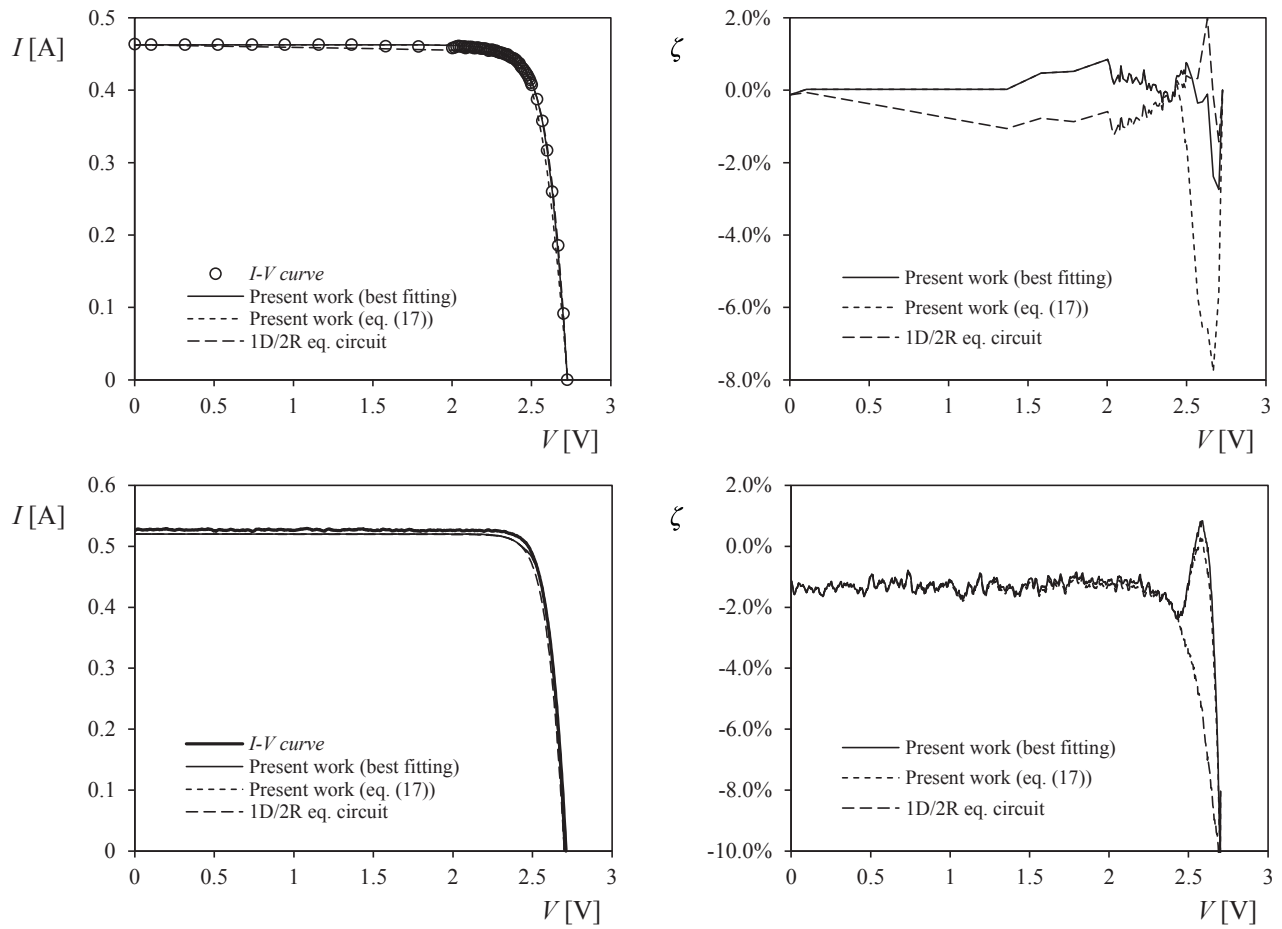 I [A]
0.5
0.4
0.3
0.2
0.1
0
I-V curve
Present work (best fitting)
Present work (eq. (17))
1D/2R eq. circuit
0
0.5
1
1.5
2
2.5
3
V [V]
ζ
2.0%
0.0%
-2.0%
-4.0%
-6.0%
-8.0%
Present work (best fitting)
Present work (eq. (17))
1D/2R eq. circuit
0
0.5
1
1.5
2
2.5
3
V [V]
I [A]
0.6
0.5
0.4
0.3
0.2
0.1
0
I-V curve
Present work (best fitting)
Present work (eq. (17))
1D/2R eq. circuit
0
0.5
1
1.5
2
2.5
3
V [V]
ζ
2.0%
0.0%
-2.0%
-4.0%
-6.0%
-8.0%
-10.0%
Present work (best fitting)
Present work (eq. (17))
1D/2R eq. circuit
0
0.5
1
1.5
2
2.5
3
V [V]